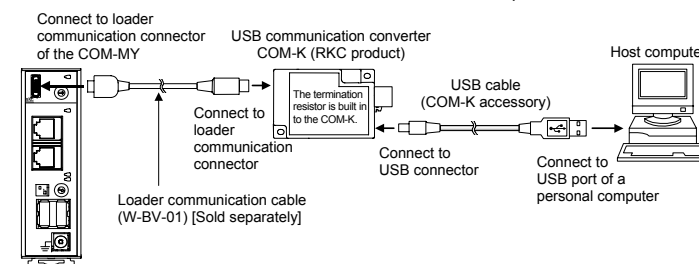 Connect to loader
communication connector
of the COM-MY
USB communication converter
COM-K (RKC product)
Host compute
The termination
resistor is built in
to the COM-K.
USB cable
(COM-K accessory)
Connect to
loader
communication
connector
Connect to
USB connector
Connect to
USB port of a
personal computer
Loader communication cable
(W-BV-01) [Sold separately]